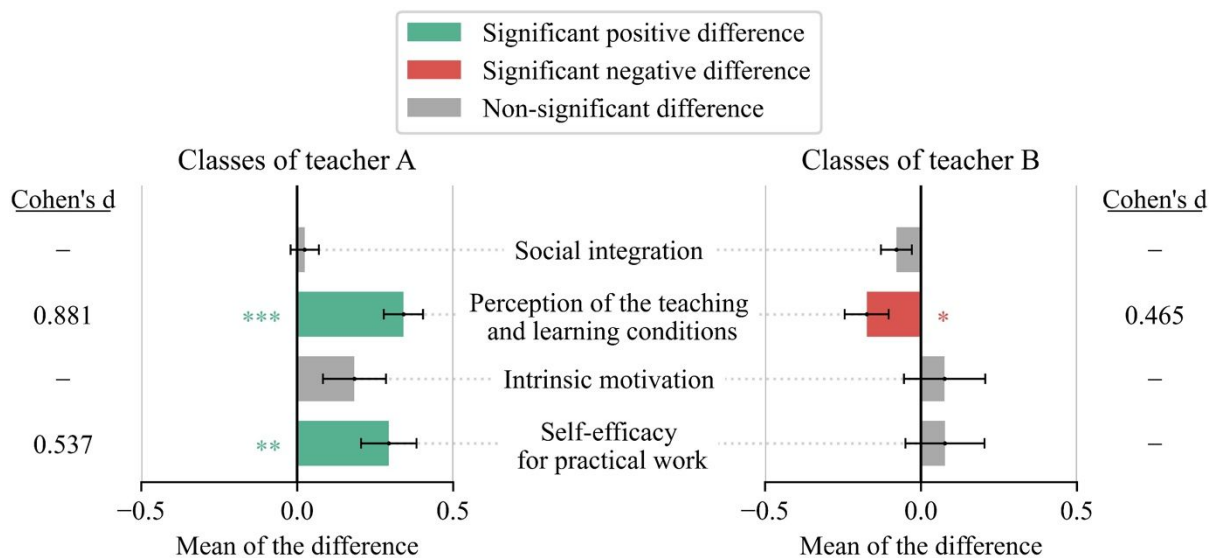 Significant positive difference
Significant negative difference
Non-significant difference
Classes of teacher A
Classes of teacher B
Cohen's d
Cohen's d
–
Social integration
–
0.881
***
Perception of the teaching
and learning conditions
*
0.465
–
Intrinsic motivation
–
0.537
**
Self-efficacy
for practical work
–
−0.5
0.0
0.5
−0.5
0.0
0.5
Mean of the difference
Mean of the difference